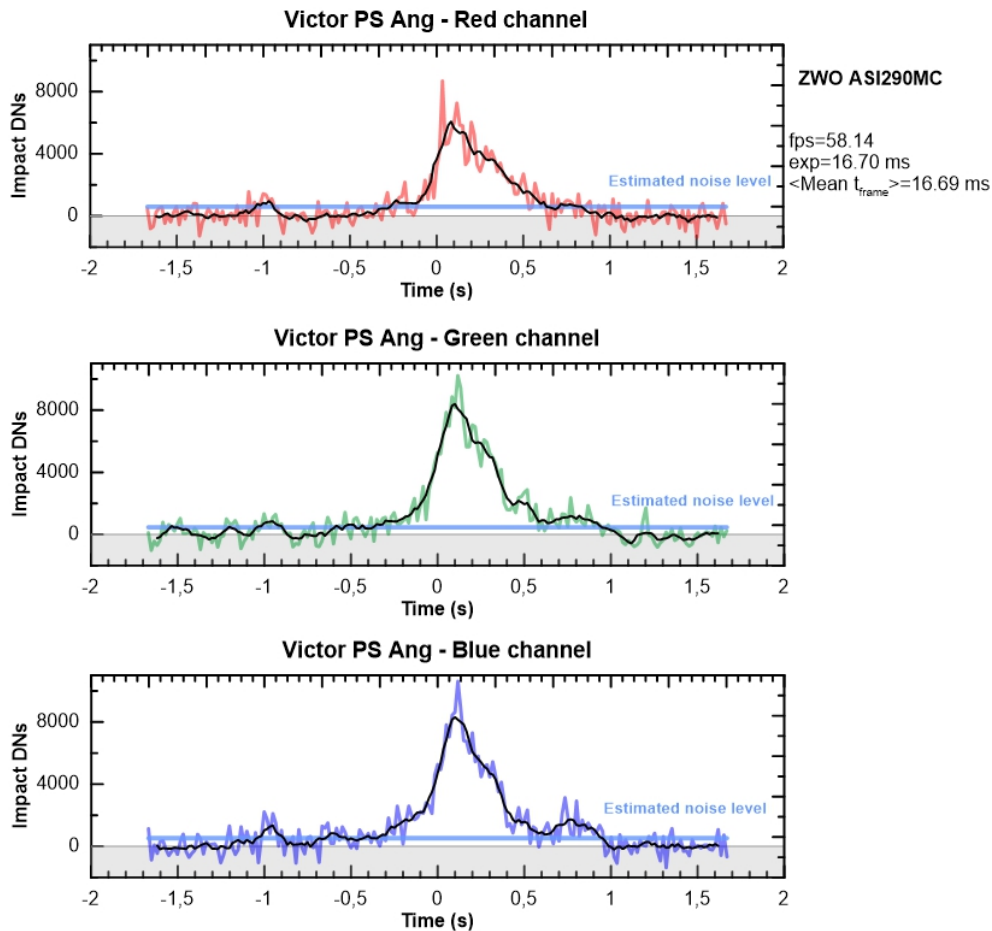 Victor PS Ang - Red channel
ZWO ASI290MC
fps=58.14
exp=16.70 ms
<Mean t_frame>=16.69 ms
Impact DNs
8000
4000
0
Estimated noise level
-2 -1,5 -1 -0,5 0 0,5 1 1,5 2
Time (s)
Victor PS Ang - Green channel
Impact DNs
8000
4000
0
Estimated noise level
-2 -1,5 -1 -0,5 0 0,5 1 1,5 2
Time (s)
Victor PS Ang - Blue channel
Impact DNs
8000
4000
0
Estimated noise level
-2 -1,5 -1 -0,5 0 0,5 1 1,5 2
Time (s)